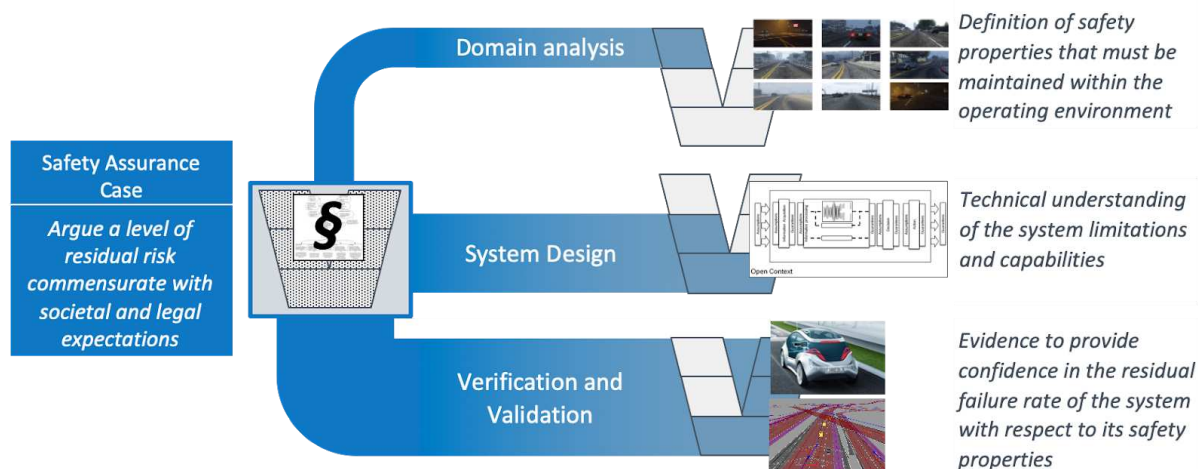 Safety Assurance
Case
Argue a level of
residual risk
commensurate with
societal and legal
expectations
§
Domain analysis
Definition of safety
properties that must be
maintained within the
operating environment
System Design
Open Context
Technical understanding
of the system limitations
and capabilities
Verification and
Validation
Evidence to provide
confidence in the residual
failure rate of the system
with respect to its safety
properties